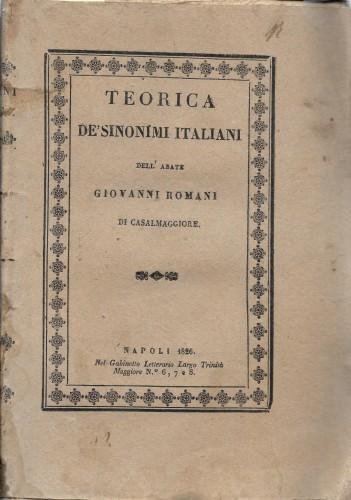 TEORICA
DE'SINONIMI ITALIANI
DELL' ABATE
GIOVANNI ROMANI
DI CASALMAGGIORE.
NAPOLI 1826.
Nel Gabinetto Letterario Largo Trinità
Maggiore N.° 6, 7 e 8.